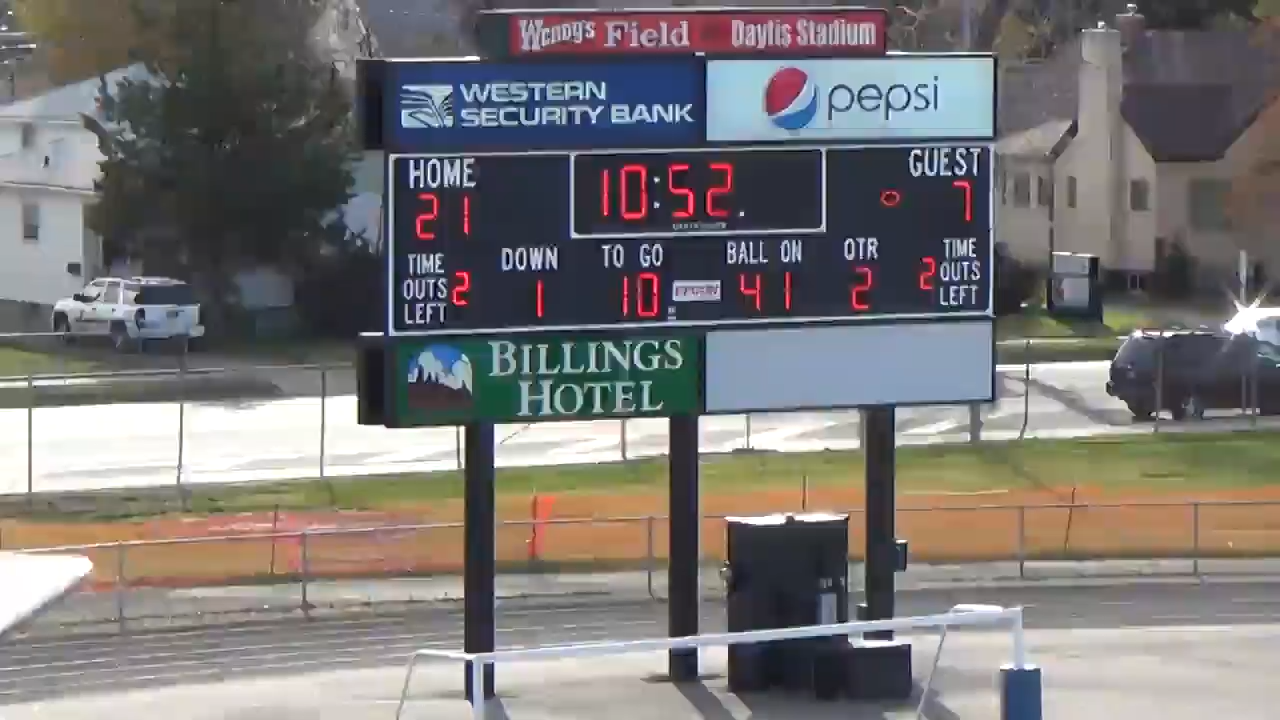 Wendy's Field Daylis Stadium
WESTERN
SECURITY BANK
pepsi
HOME 10:52 GUEST
21 7
TIME OUTS LEFT 2
DOWN 1
TO GO 10
BALL ON 41
QTR 2
2 TIME OUTS LEFT
BILLINGS
HOTEL